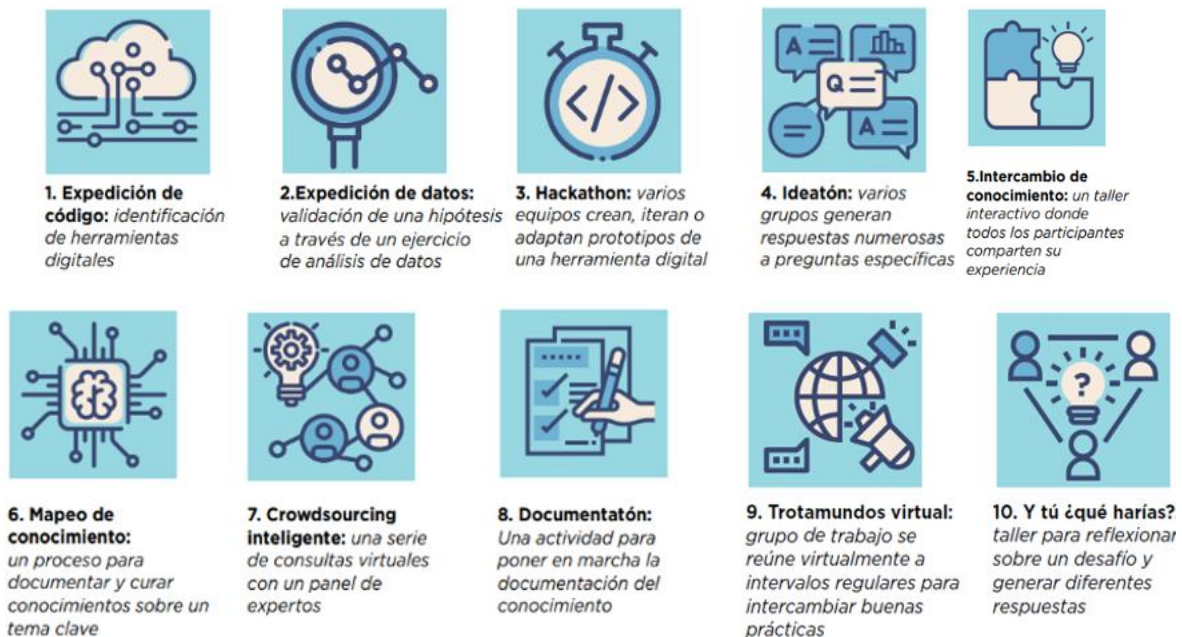 1. Expedición de
código: identificación
de herramientas
digitales
2.Expedición de datos:
validación de una hipótesis
a través de un ejercicio
de análisis de datos
3. Hackathon: varios
equipos crean, iteran o
adaptan prototipos de
una herramienta digital
A
Q
A
4. Ideatón: varios
grupos generan
respuestas numerosas
a preguntas específicas
5.Intercambio de
conocimiento: un taller
interactivo donde
todos los participantes
comparten su
experiencia
6. Mapeo de
conocimiento:
un proceso para
documentar y curar
conocimientos sobre un
tema clave
7. Crowdsourcing
inteligente: una serie
de consultas virtuales
con un panel de
expertos
8. Documentatón:
Una actividad para
poner en marcha la
documentación del
conocimiento
9. Trotamundos virtual:
grupo de trabajo se
reúne virtualmente a
intervalos regulares para
intercambiar buenas
prácticas
?
10. Y tú ¿qué harías?
taller para reflexionar
sobre un desafío y
generar diferentes
respuestas